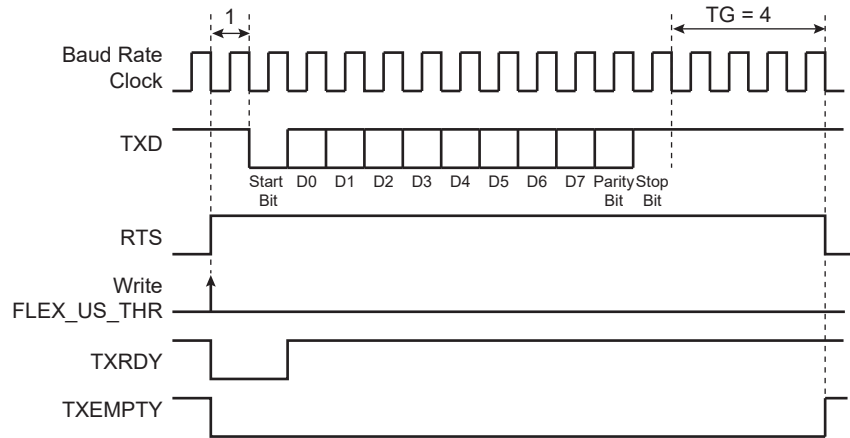 1
TG = 4
Baud Rate
Clock
TXD
Start
Bit
D0
D1
D2
D3
D4
D5
D6
D7
Parity
Bit
Stop
Bit
RTS
Write
FLEX_US_THR
TXRDY
TXEMPTY